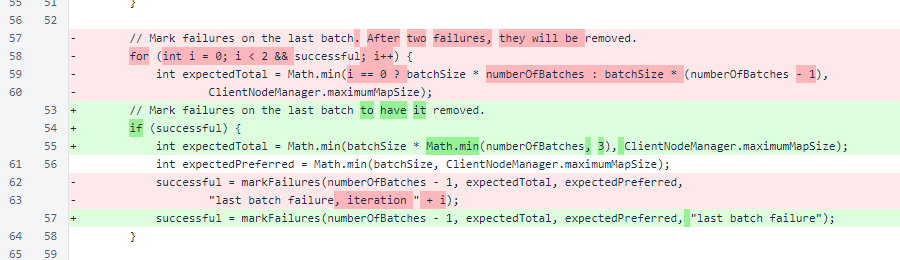 55 51 }
56 52
57 - // Mark failures on the last batch. After two failures, they will be removed.
58 - for (int i = 0; i < 2 && successful; i++) {
59 - int expectedTotal = Math.min(i == 0 ? batchSize * numberOfBatches : batchSize * (numberOfBatches - 1),
60 - ClientNodeManager.maximumMapSize);
53 + // Mark failures on the last batch to have it removed.
54 + if (successful) {
55 + int expectedTotal = Math.min(batchSize * Math.min(numberOfBatches, 3), ClientNodeManager.maximumMapSize);
61 56 int expectedPreferred = Math.min(batchSize, ClientNodeManager.maximumMapSize);
62 - successful = markFailures(numberOfBatches - 1, expectedTotal, expectedPreferred,
63 - "last batch failure, iteration " + i);
57 + successful = markFailures(numberOfBatches - 1, expectedTotal, expectedPreferred, "last batch failure");
64 58 }
65 59